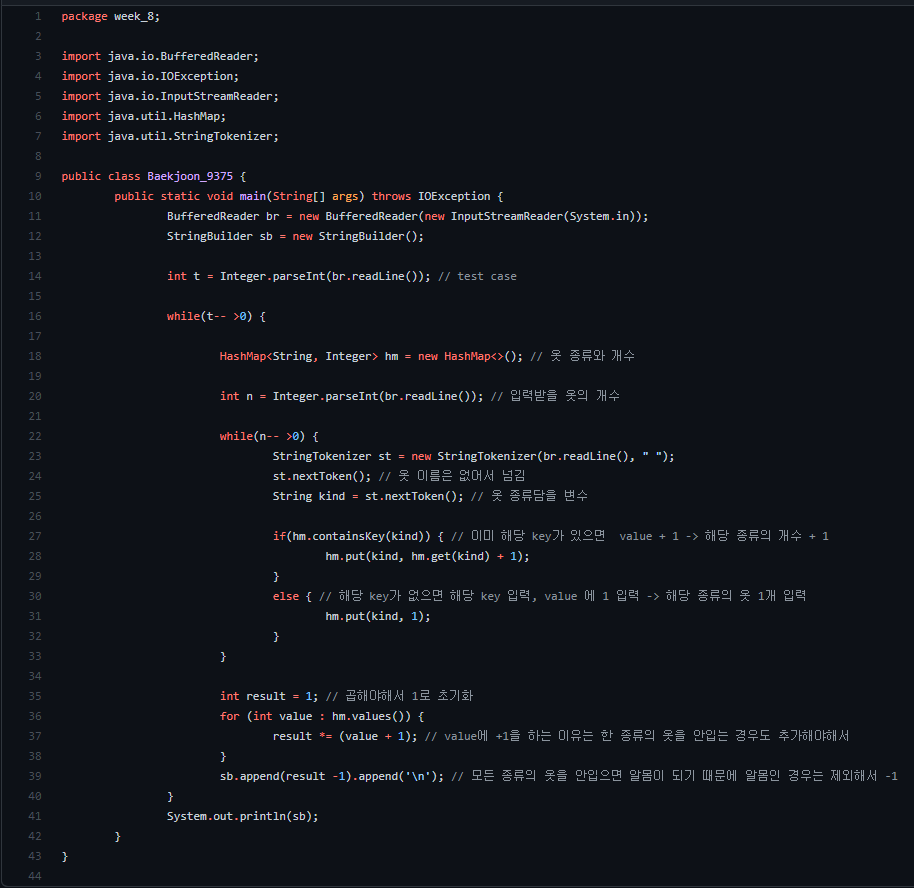 1 package week_8;
2
3 import java.io.BufferedReader;
4 import java.io.IOException;
5 import java.io.InputStreamReader;
6 import java.util.HashMap;
7 import java.util.StringTokenizer;
8
9 public class Baekjoon_9375 {
10 public static void main(String[] args) throws IOException {
11 BufferedReader br = new BufferedReader(new InputStreamReader(System.in));
12 StringBuilder sb = new StringBuilder();
13
14 int t = Integer.parseInt(br.readLine()); // test case
15
16 while(t-- >0) {
17
18 HashMap<String, Integer> hm = new HashMap<>(); // 옷 종류와 개수
19
20 int n = Integer.parseInt(br.readLine()); // 입력받을 옷의 개수
21
22 while(n-- >0) {
23 StringTokenizer st = new StringTokenizer(br.readLine(), " ");
24 st.nextToken(); // 옷 이름은 없어서 넘김
25 String kind = st.nextToken(); // 옷 종류담을 변수
26
27 if(hm.containsKey(kind)) { // 이미 해당 key가 있으면  value + 1 -> 해당 종류의 개수 + 1
28 hm.put(kind, hm.get(kind) + 1);
29 }
30 else { // 해당 key가 없으면 해당 key 입력, value 에 1 입력 -> 해당 종류의 옷 1개 입력
31 hm.put(kind, 1);
32 }
33 }
34
35 int result = 1; // 곱해야해서 1로 초기화
36 for (int value : hm.values()) {
37 result *= (value + 1); // value에 +1을 하는 이유는 한 종류의 옷을 안입는 경우도 추가해야해서
38 }
39 sb.append(result -1).append('\n'); // 모든 종류의 옷을 안입으면 알몸이 되기 때문에 알몸인 경우는 제외해서 -1
40 }
41 System.out.println(sb);
42 }
43 }
44